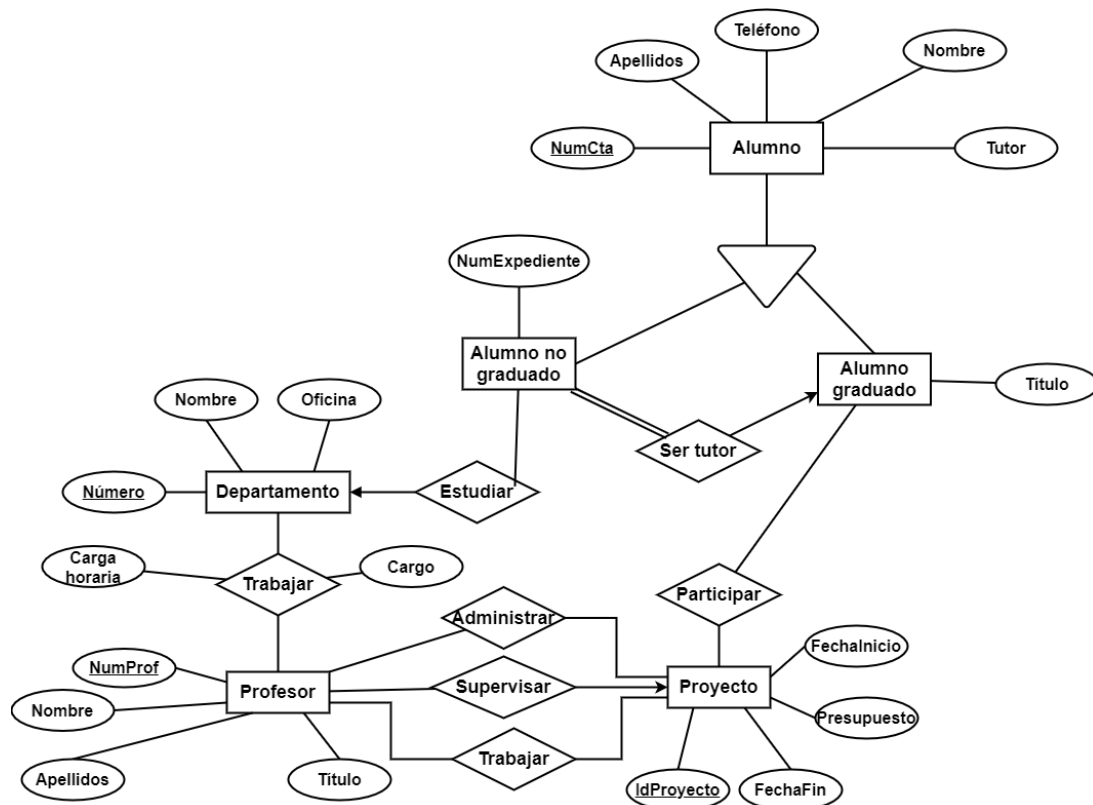 Teléfono
Apellidos
Nombre
NumCta
Alumno
Tutor
NumExpediente
Alumno no
graduado
Alumno
graduado
Titulo
Nombre
Oficina
Ser tutor
Número
Departamento
Estudiar
Carga
horaria
Trabajar
Cargo
Participar
Administrar
FechaInicio
NumProf
Profesor
Supervisar
Proyecto
Nombre
Presupuesto
Trabajar
Apellidos
Título
IdProyecto
FechaFin